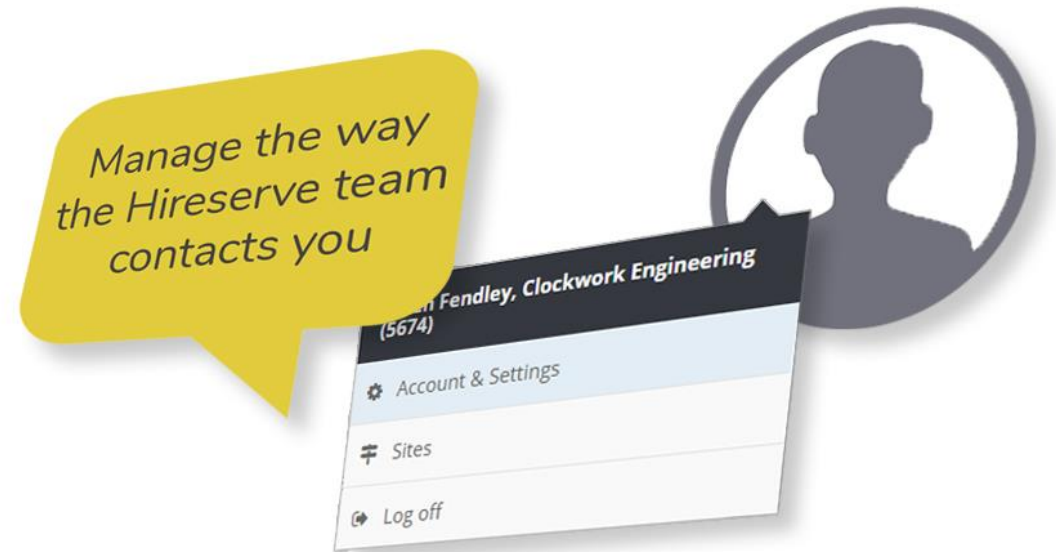 Manage the way
the Hireserve team
contacts you
Fendley, Clockwork Engineering
(5674)
Account & Settings
Sites
Log off